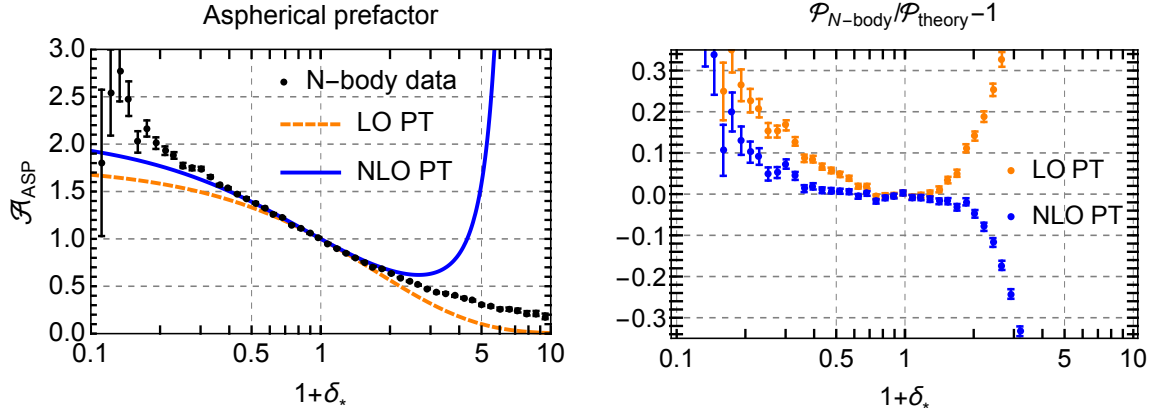 Aspherical prefactor
3.0
2.5
2.0
1.5
1.0
0.5
0.0
𝒜ASP
N-body data
LO PT
NLO PT
0.1
0.5
1
5
10
1+δ*
𝒫N-body/𝒫theory-1
0.3
0.2
0.1
0.0
-0.1
-0.2
-0.3
LO PT
NLO PT
0.1
0.5
1
5
10
1+δ*